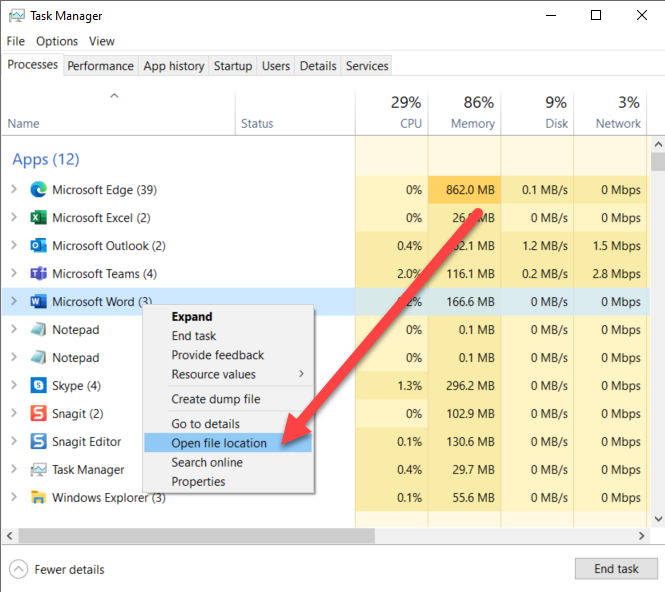 Task Manager
File Options View
Processes Performance App history Startup Users Details Services
29% 86% 9% 3%
Name Status CPU Memory Disk Network
Apps (12)
Microsoft Edge (39) 0% 862.0 MB 0.1 MB/s 0 Mbps
Microsoft Excel (2) 0% MB 0 MB/s 0 Mbps
Microsoft Outlook (2) 0.4% MB 1.2 MB/s 1.5 Mbps
Microsoft Teams (4) 2.0% 116.1 MB 0.2 MB/s 2.8 Mbps
Microsoft Word (3) 166.6 MB 0 MB/s 0 Mbps
Expand
Notepad 0% 0.1 MB 0 MB/s 0 Mbps
End task
Provide feedback
Notepad 0% 0.1 MB 0 MB/s 0 Mbps
Resource values
Skype (4) 1.3% 296.2 MB 0 MB/s 0 Mbps
Create dump file
Snagit (2) 0% 102.9 MB 0 MB/s 0 Mbps
Go to details
Snagit Editor 0.1% 130.6 MB 0 MB/s 0 Mbps
Open file location
Search online
Task Manager 0.4% 29.7 MB 0 MB/s 0 Mbps
Properties
Windows Explorer (3) 0.1% 55.6 MB 0 MB/s 0 Mbps
Fewer details End task